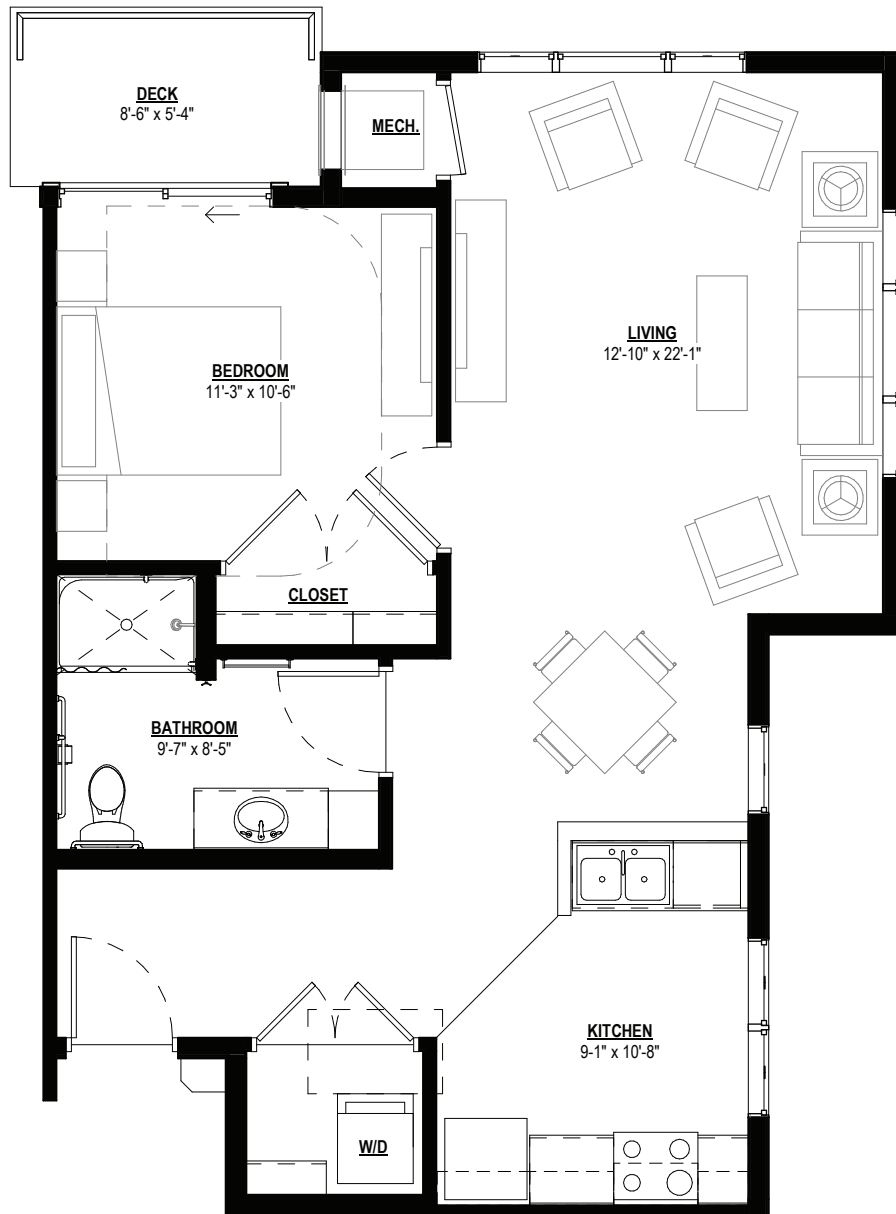 DECK
8'-6" x 5'-4"
MECH.
LIVING
12'-10" x 22'-1"
BEDROOM
11'-3" x 10'-6"
CLOSET
BATHROOM
9'-7" x 8'-5"
KITCHEN
9-1" x 10'-8"
W/D